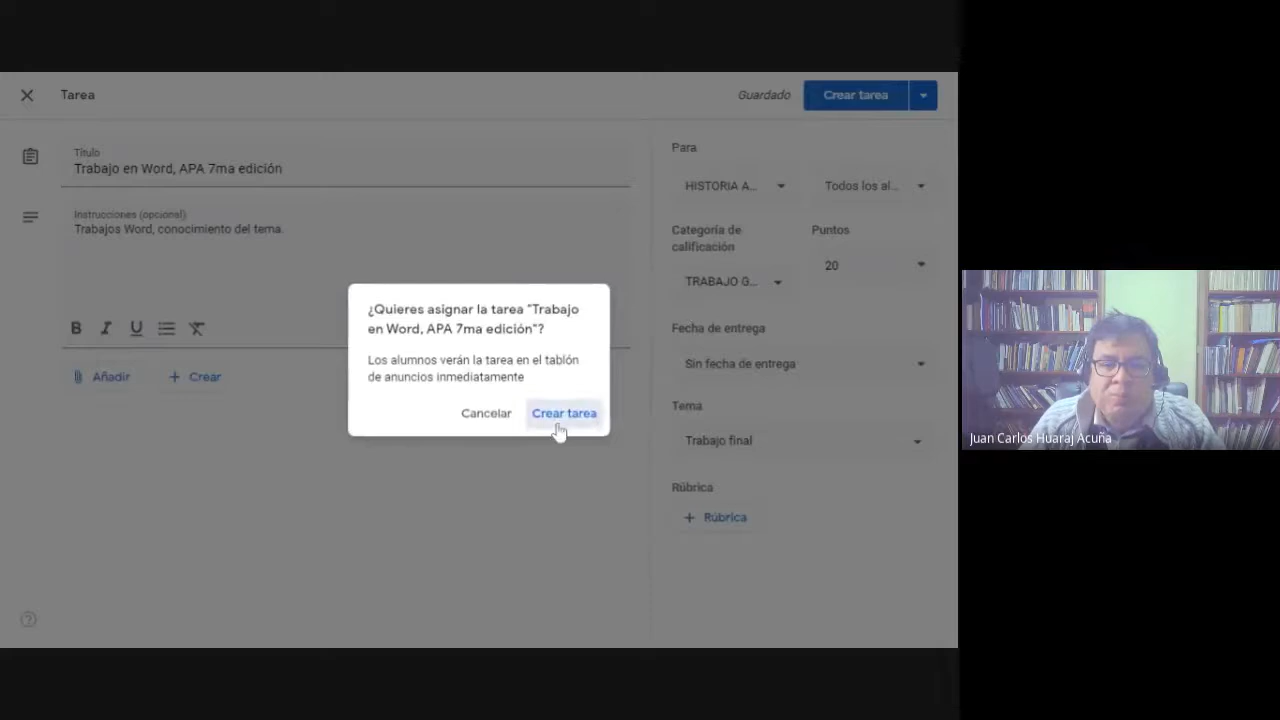 Tarea
Guardado
Crear tarea
Título
Trabajo en Word, APA 7ma edición
Instrucciones (opcional)
Trabajos Word, conocimiento del tema.
Añadir
Crear
¿Quieres asignar la tarea "Trabajo
en Word, APA 7ma edición"?
Los alumnos verán la tarea en el tablón
de anuncios inmediatamente
Cancelar
Crear tarea
Para
HISTORIA A...
Todos los al...
Categoría de
calificación
Puntos
TRABAJO G...
20
Fecha de entrega
Sin fecha de entrega
Tema
Trabajo final
Rúbrica
Rúbrica
Juan Carlos Huaraj Acuña